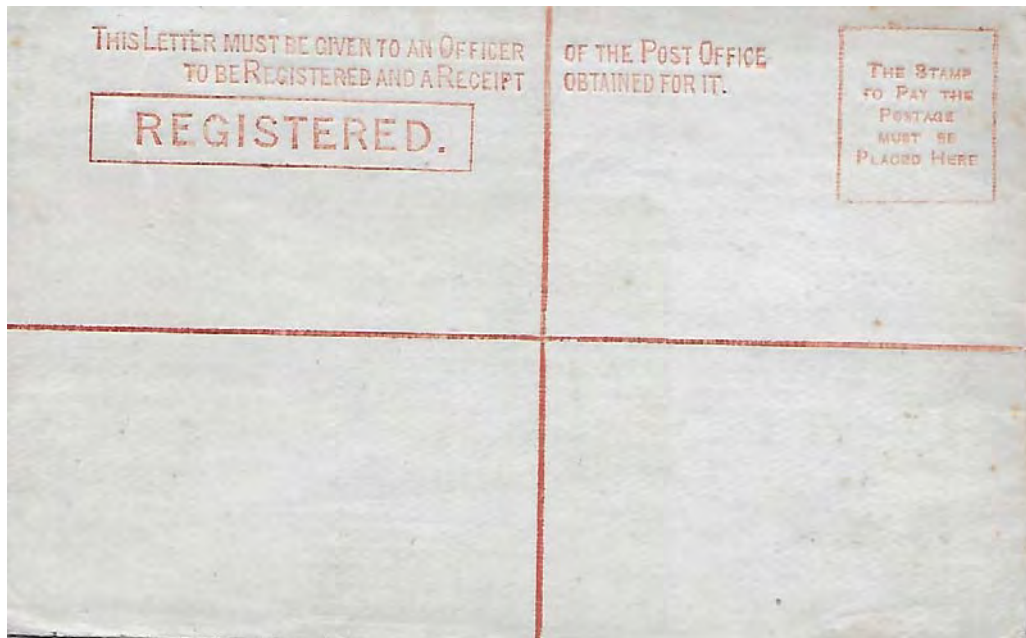 THIS LETTER MUST BE GIVEN TO AN OFFICER OF THE POST OFFICE
TO BE REGISTERED AND A RECEIPT OBTAINED FOR IT.
REGISTERED.
THE STAMP
TO PAY THE
POSTAGE
MUST BE
PLACED HERE